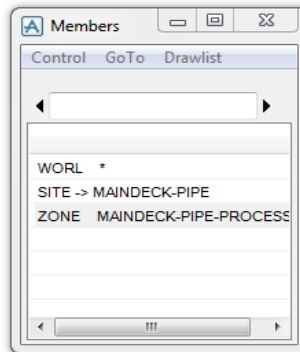 Members
Control GoTo Drawlist
WORL *
SITE -> MAINDECK-PIPE
ZONE MAINDECK-PIPE-PROCESS